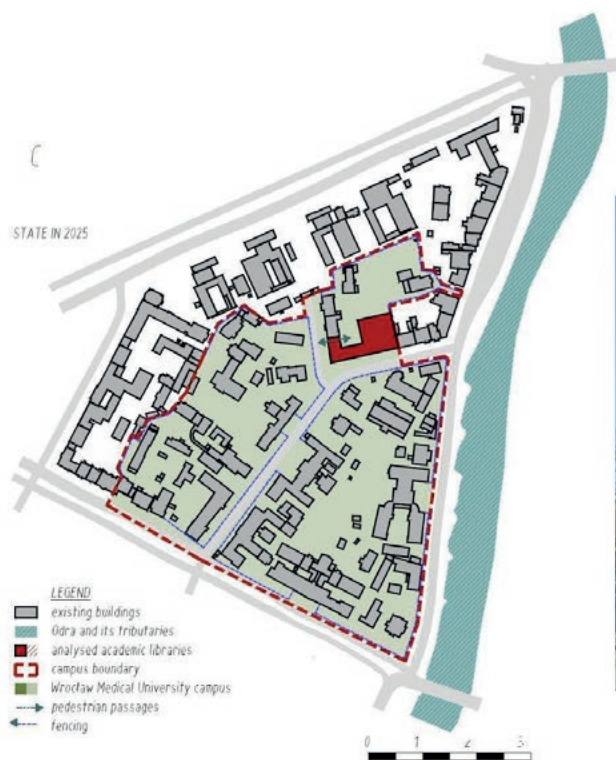 C
STATE IN 2025
LEGEND
existing buildings
Odra and its tributaries
analysed academic libraries
campus boundary
Wrocław Medical University campus
pedestrian passages
fencing
0 1 2 3